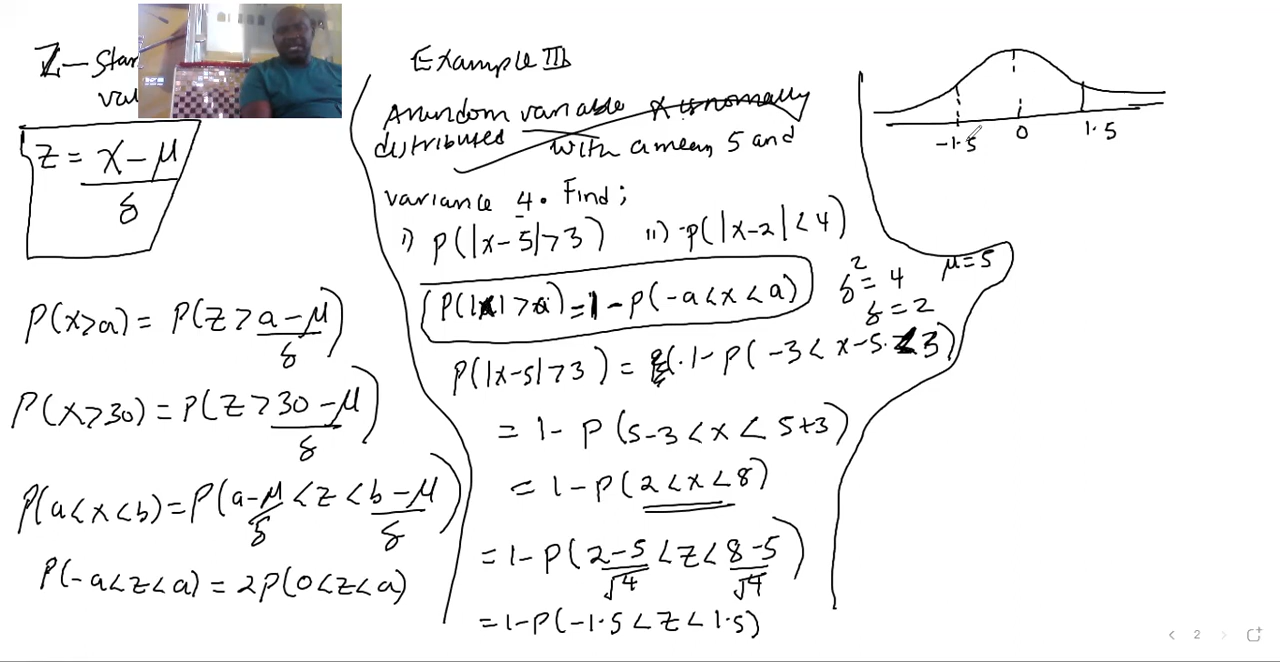 Z - Stan
val
Z = x - μ / δ
P(x>a) = P(Z > a - μ / δ)
P(x>30) = P(Z > 30 - μ / δ)
P(a<x<b) = P(a-μ / δ < Z < b - μ / δ)
P(-a<Z<a) = 2P(0<Z<a)
Example IIb
A random variable x is normally
distributed with a mean 5 and
variance 4. Find;
i) P(|x-5|>3) ii) P(|x-2|<4)
P(|x|>a) = 1 - P(-a<x<a)
P(|x-5|>3) = 1 - P(-3 < x-5 < 3)
= 1 - P(5-3 < x < 5+3)
= 1 - P(2<x<8)
= 1 - P(2-5 / √4 < Z < 8-5 / √4)
= 1 - P(-1.5 < Z < 1.5)
-1.5 0 1.5
δ² = 4 μ = 5
δ = 2
2